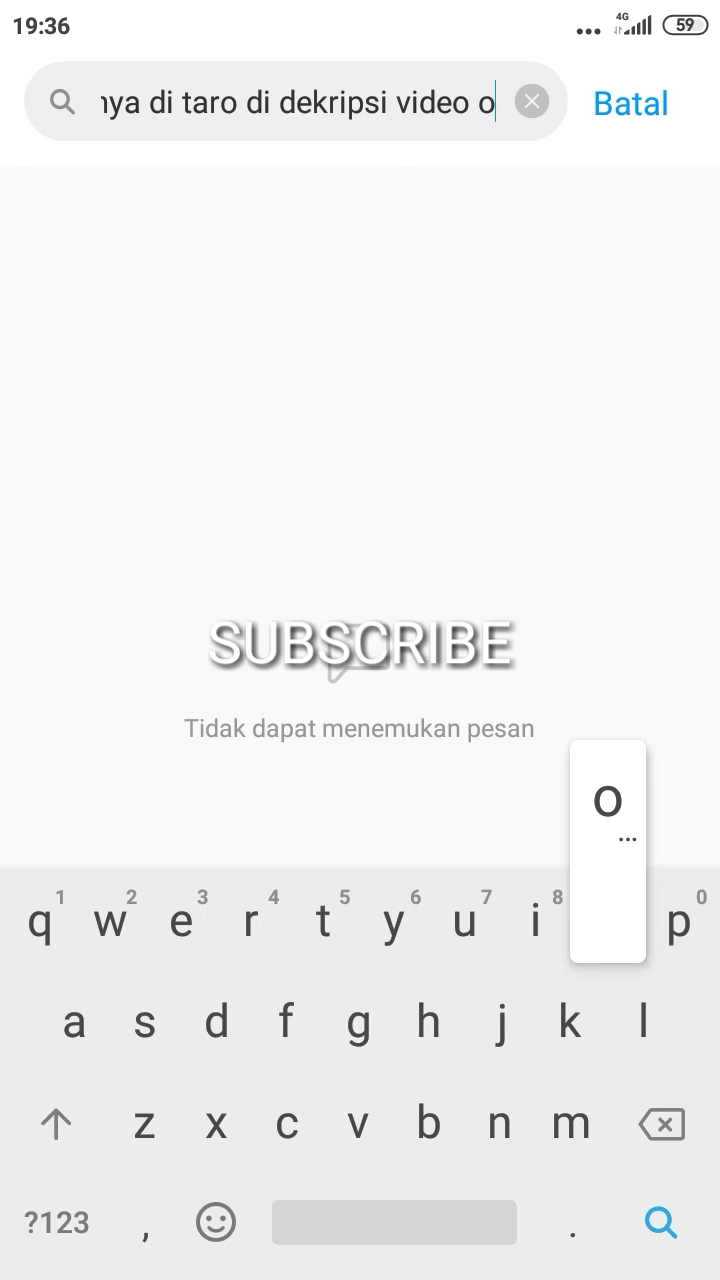 19:36
4G
59
di taro di dekripsi video o
Batal
SUBSCRIBE
Tidak dapat menemukan pesan
o
...
1 2 3 4 5 6 7 8 0
q w e r t y u i p
a s d f g h j k l
z x c v b n m
?123 , .